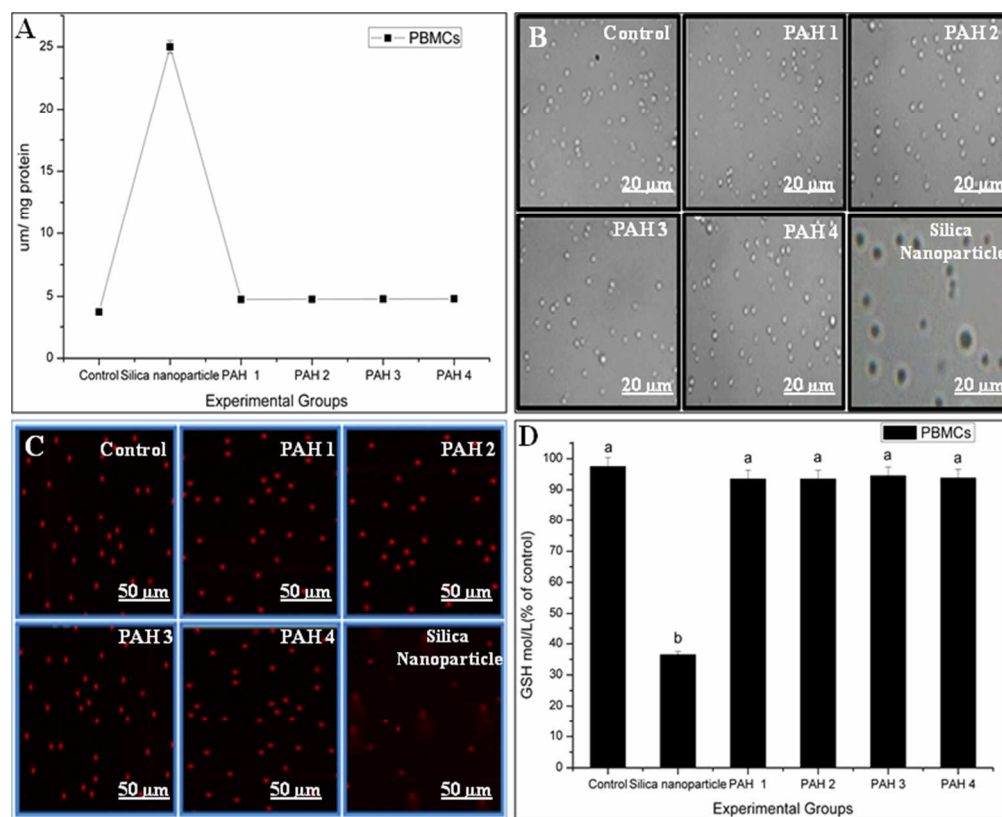 A
PBMCs
25
20
15
10
5
0
um/ mg protein
Control Silica nanoparticle PAH 1 PAH 2 PAH 3 PAH 4
Experimental Groups
B
Control
20 µm
PAH 1
20 µm
PAH 2
20 µm
PAH 3
20 µm
PAH 4
20 µm
Silica
Nanoparticle
20 µm
C
Control
50 µm
PAH 1
50 µm
PAH 2
50 µm
PAH 3
50 µm
PAH 4
50 µm
Silica
Nanoparticle
50 µm
D
PBMCs
100
90
80
70
60
50
40
30
20
10
0
GSH mol/L(% of control)
a
b
a
a
a
a
Control Silica nanoparticle PAH 1 PAH 2 PAH 3 PAH 4
Experimental Groups